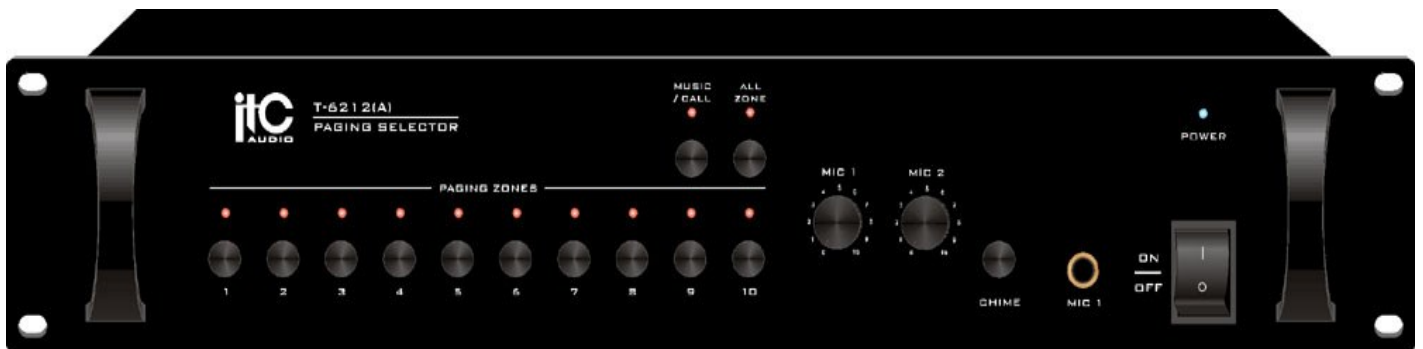 itC
AUDIO
T-6212(A)
PAGING SELECTOR
MUSIC
/CALL
ALL
ZONE
POWER
PAGING ZONES
MIC 1
MIC 2
1 2 3 4 5 6 7 8 9 10
CHIME
MIC 1
ON
OFF
I
O